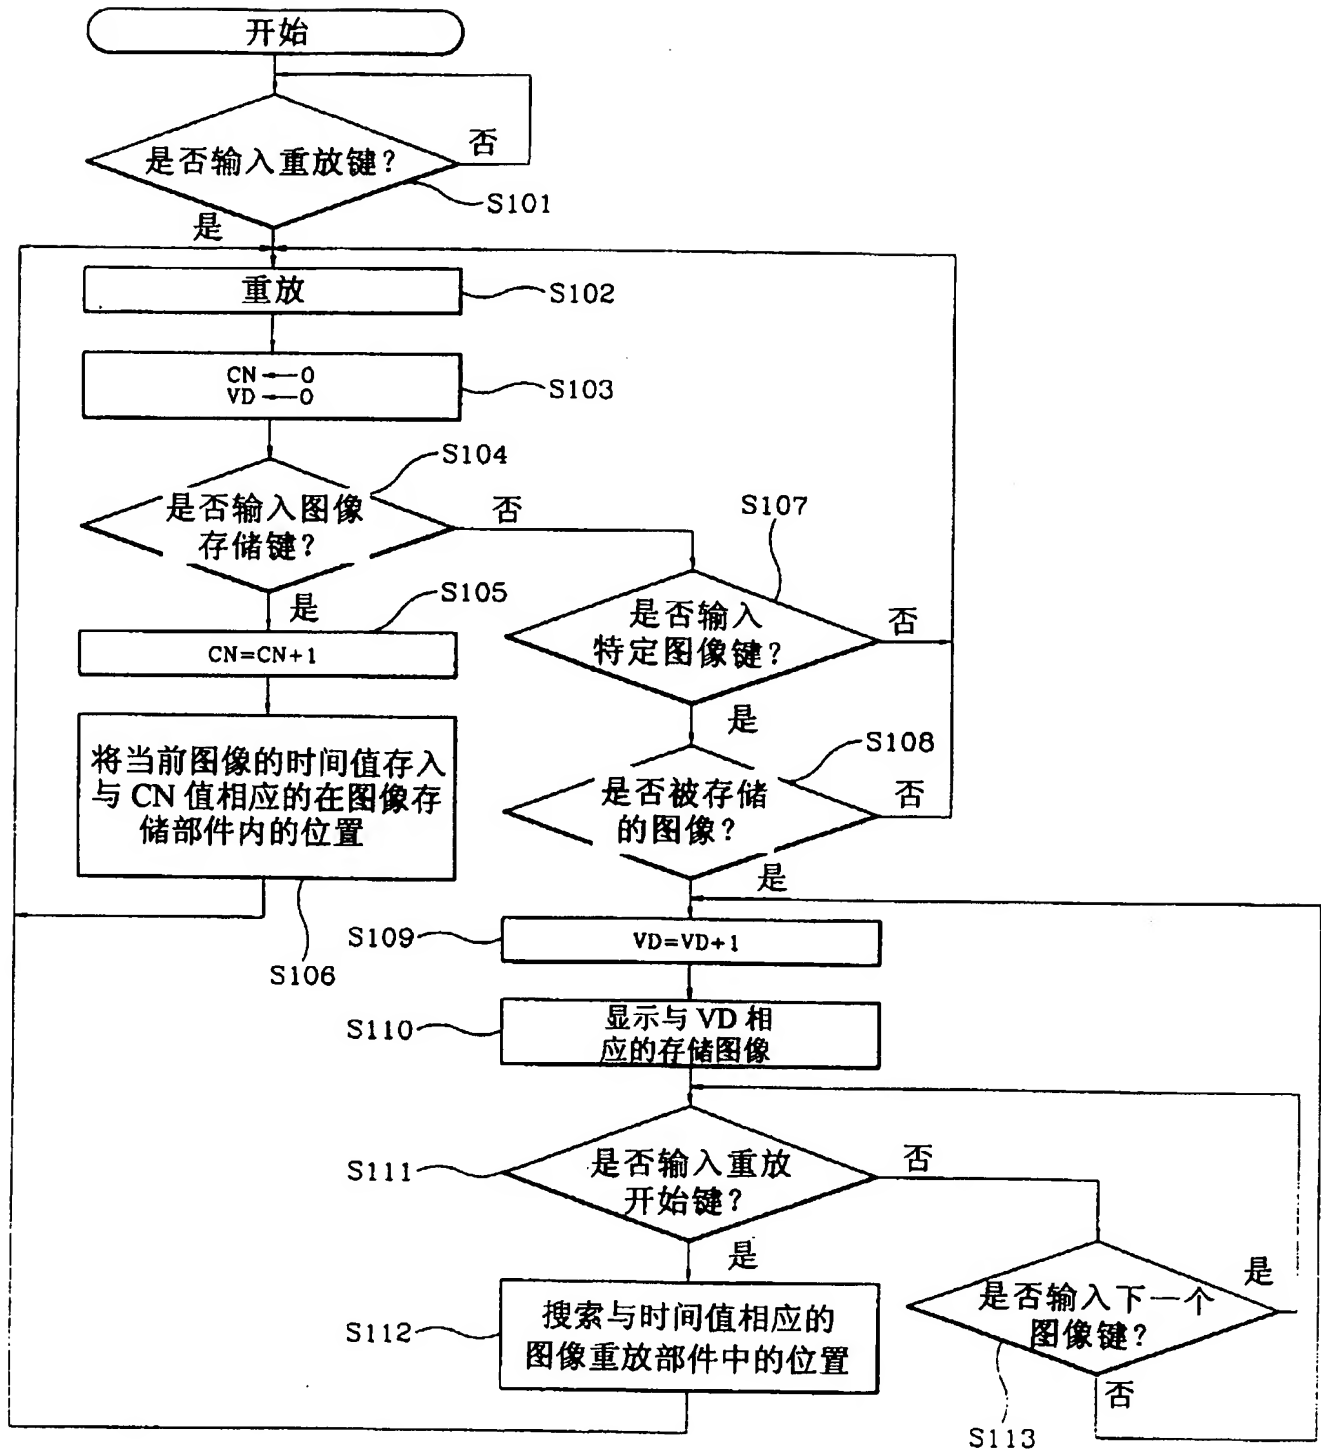 开始
是否输入重放键?
否
S101
是
重放
S102
CN←0
VD←0
S103
S104
是否输入图像
存储键?
否
S107
是
S105
CN=CN+1
是否输入
特定图像键?
否
是
将当前图像的时间值存入
与CN值相应的在图像存
储部件内的位置
S106
S108
是否被存储
的图像?
否
是
S109
VD=VD+1
S110
显示与VD相
应的存储图像
S111
是否输入重放
开始键?
否
是
S112
搜索与时间值相应的
图像重放部件中的位置
是否输入下一个
图像键?
是
否
S113